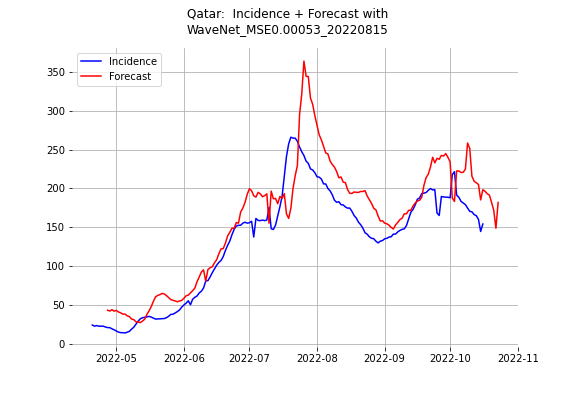 Qatar:  Incidence + Forecast with
WaveNet_MSE0.00053_20220815
Incidence
Forecast
350
300
250
200
150
100
50
0
2022-05 2022-06 2022-07 2022-08 2022-09 2022-10 2022-11